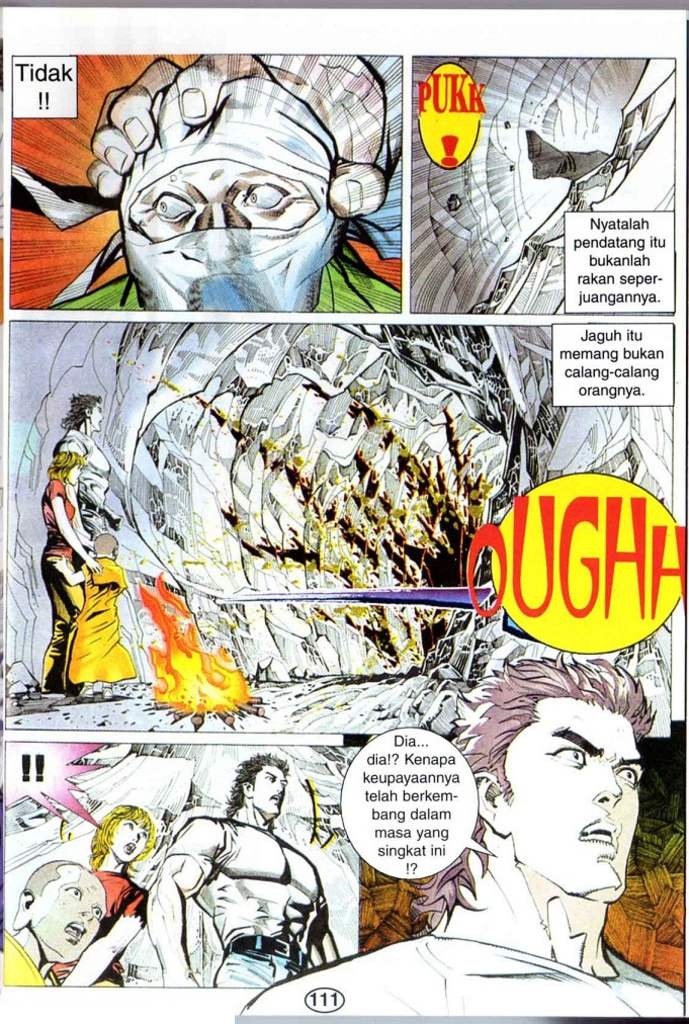 Tidak
!!
PUKK
!
Nyatalah
pendatang itu
bukanlah
rakan seper-
juangannya.
Jaguh itu
memang bukan
calang-calang
orangnya.
OUGHH
!!
Dia...
dia!? Kenapa
keupayaannya
telah berkem-
bang dalam
masa yang
singkat ini
!?
111